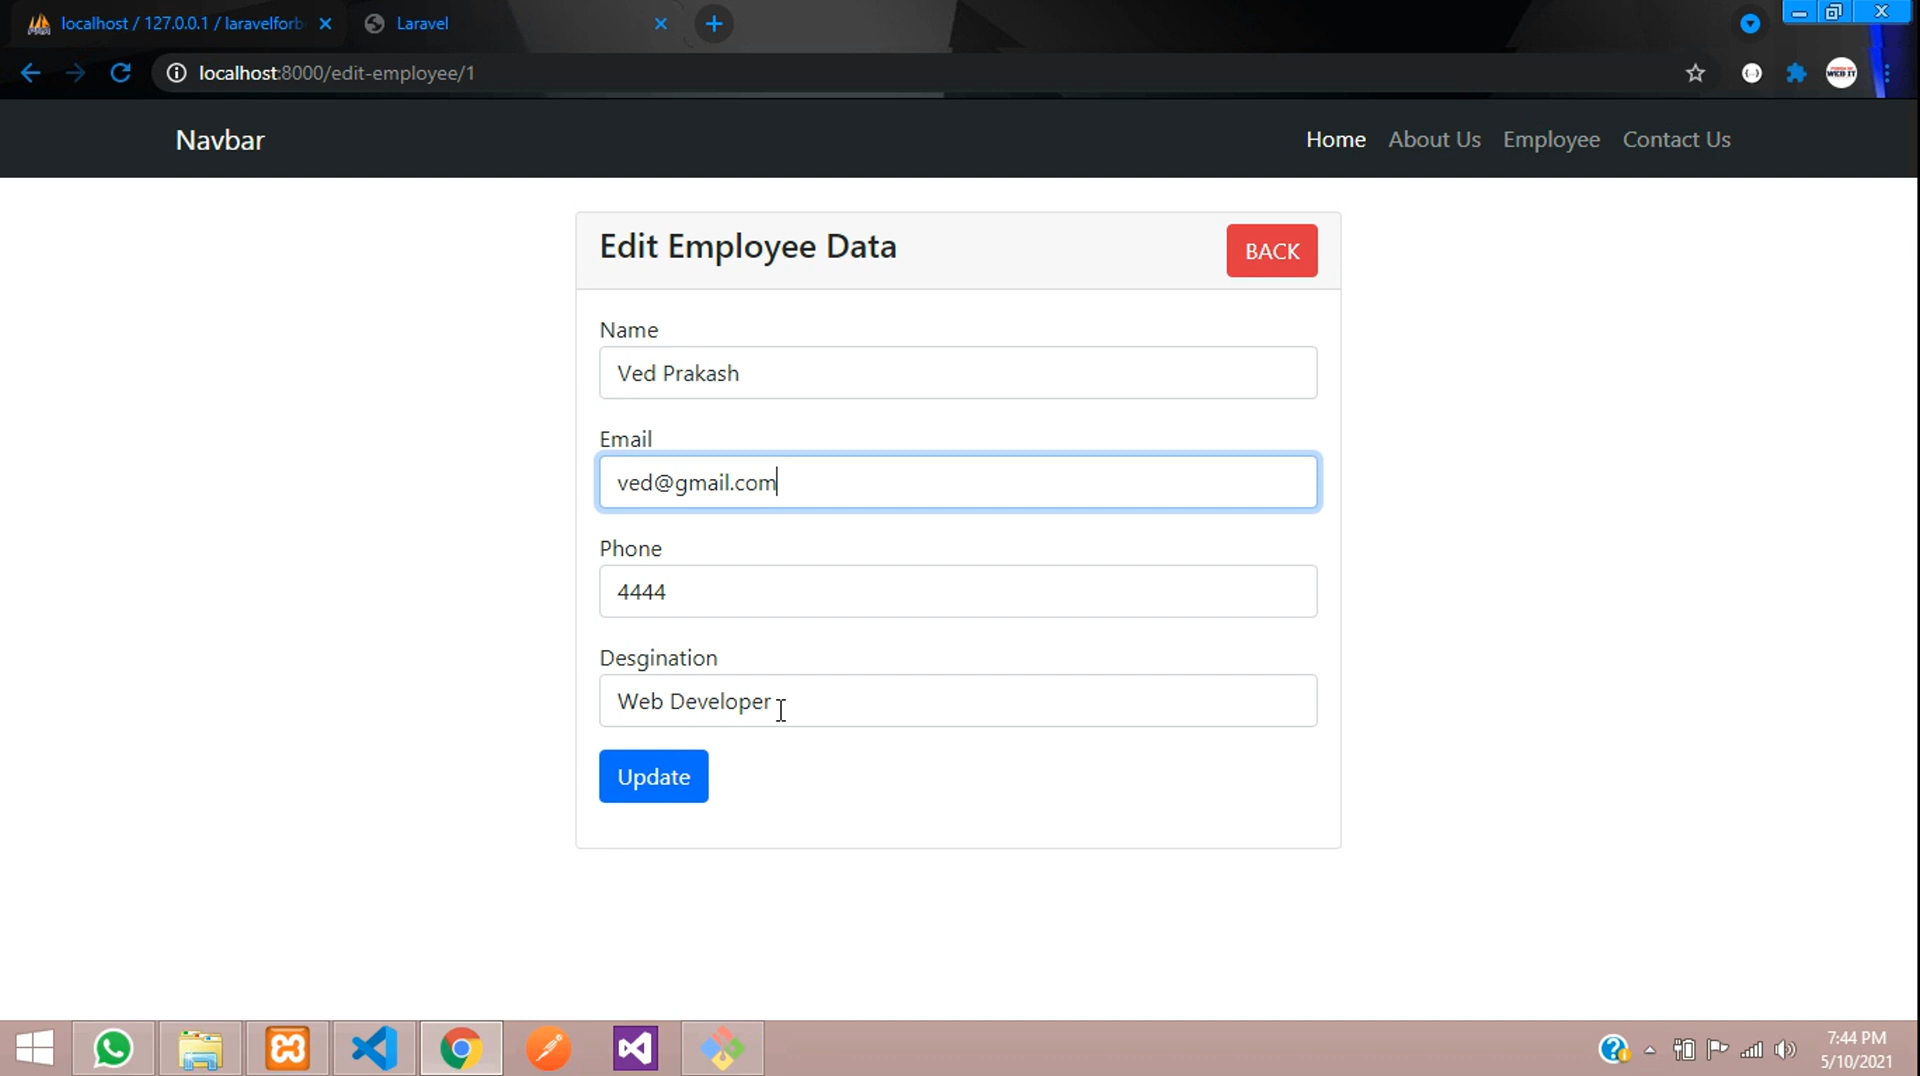 localhost / 127.0.0.1 / laravelforb
Laravel
localhost:8000/edit-employee/1
WEB IT
Navbar
Home About Us Employee Contact Us
Edit Employee Data
BACK
Name
Ved Prakash
Email
ved@gmail.com
Phone
4444
Desgination
Web Developer
Update
7:44 PM
5/10/2021